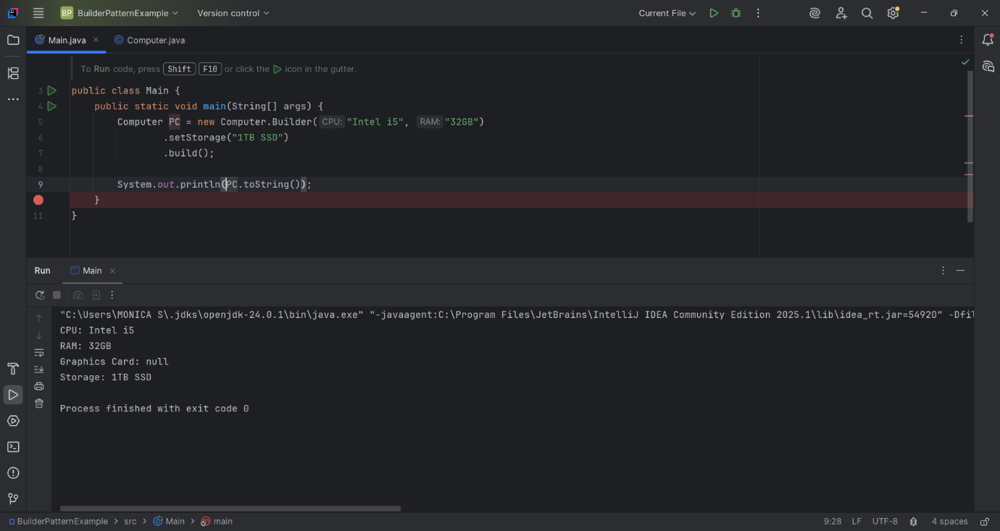 BP BuilderPatternExample Version control Current File
Main.java Computer.java
To Run code, press Shift F10 or click the icon in the gutter.
3 public class Main {
4 public static void main(String[] args) {
5 Computer PC = new Computer.Builder( CPU: "Intel i5", RAM: "32GB")
6 .setStorage("1TB SSD")
7 .build();
8
9 System.out.println(PC.toString());
}
11 }
Run Main
"C:\Users\MONICA S\.jdks\openjdk-24.0.1\bin\java.exe" "-javaagent:C:\Program Files\JetBrains\IntelliJ IDEA Community Edition 2025.1\lib\idea_rt.jar=54920" -Dfil
CPU: Intel i5
RAM: 32GB
Graphics Card: null
Storage: 1TB SSD
Process finished with exit code 0
BuilderPatternExample > src > Main > main 9:28 LF UTF-8 4 spaces